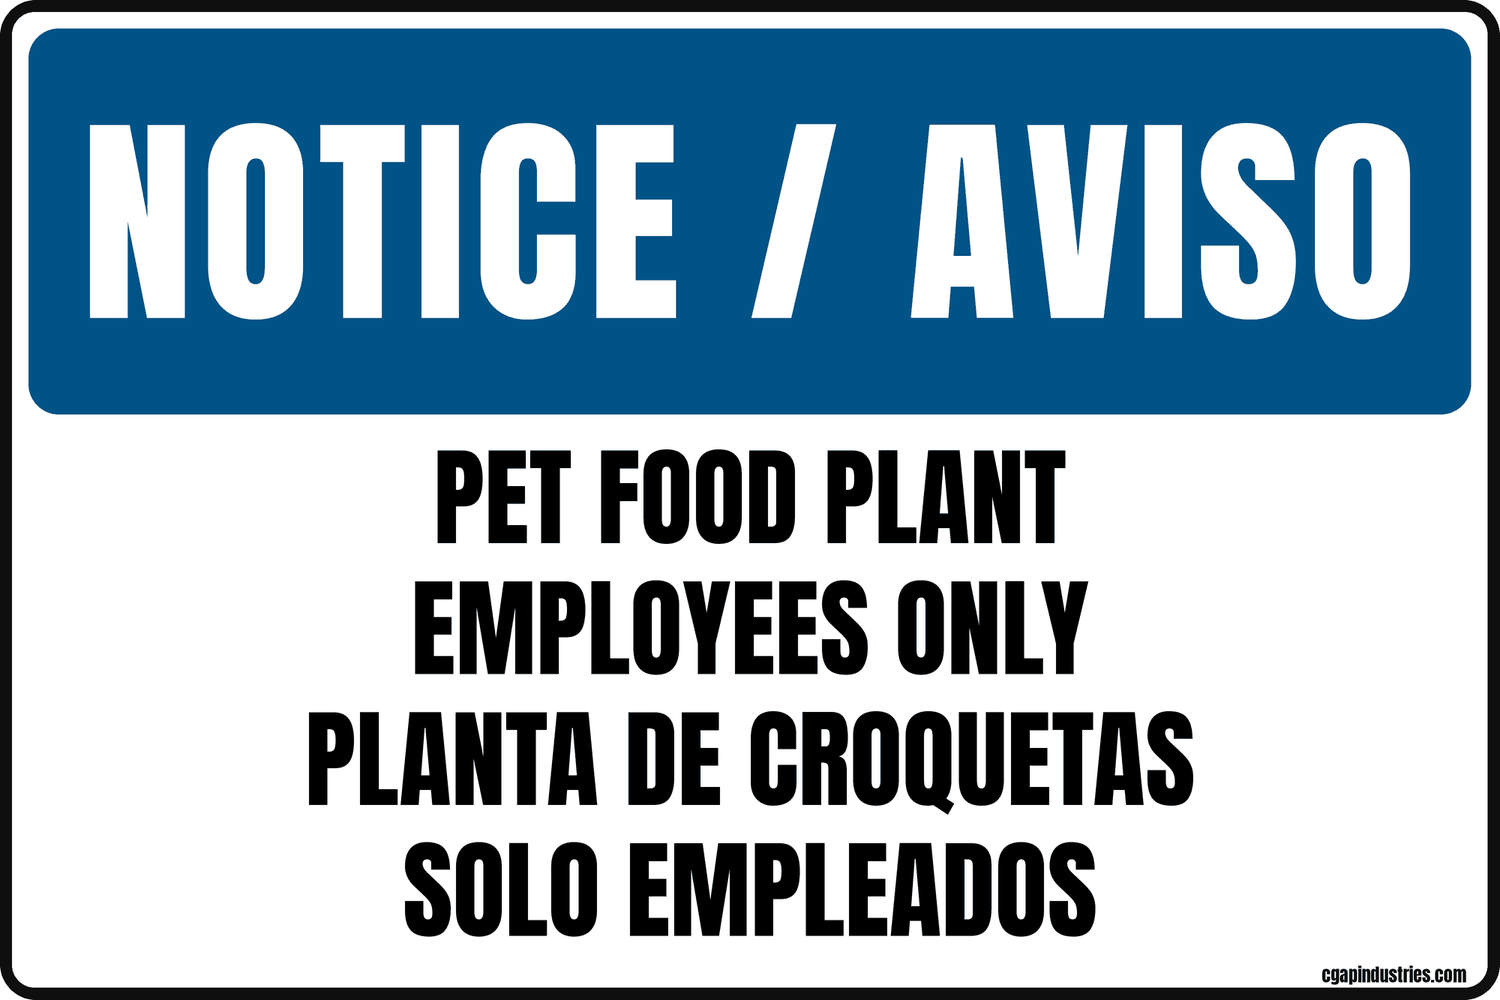 NOTICE / AVISO
PET FOOD PLANT
EMPLOYEES ONLY
PLANTA DE CROQUETAS
SOLO EMPLEADOS
cgapindustries.com